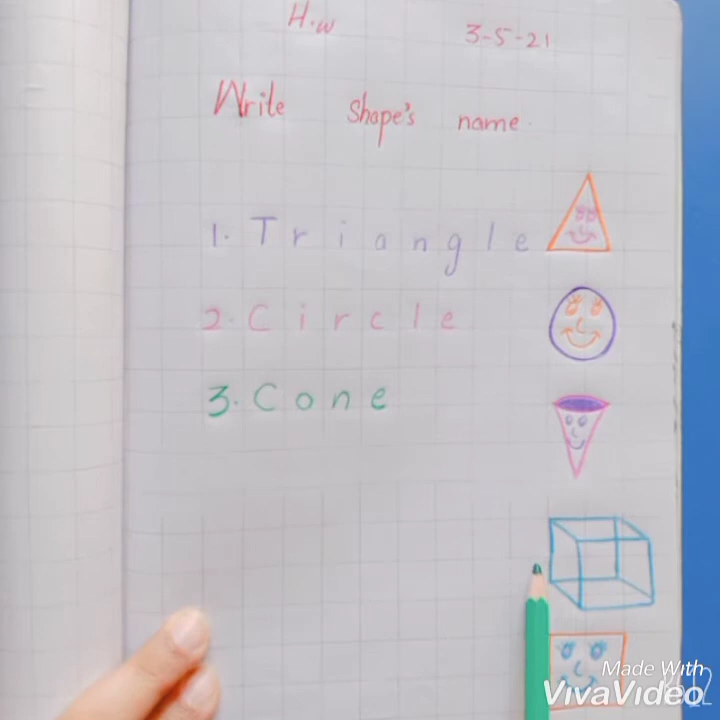 H.w 3-5-21
Write Shape's name.
1. Triangle
2. Circle
3. Cone
Made With
VivaVideo